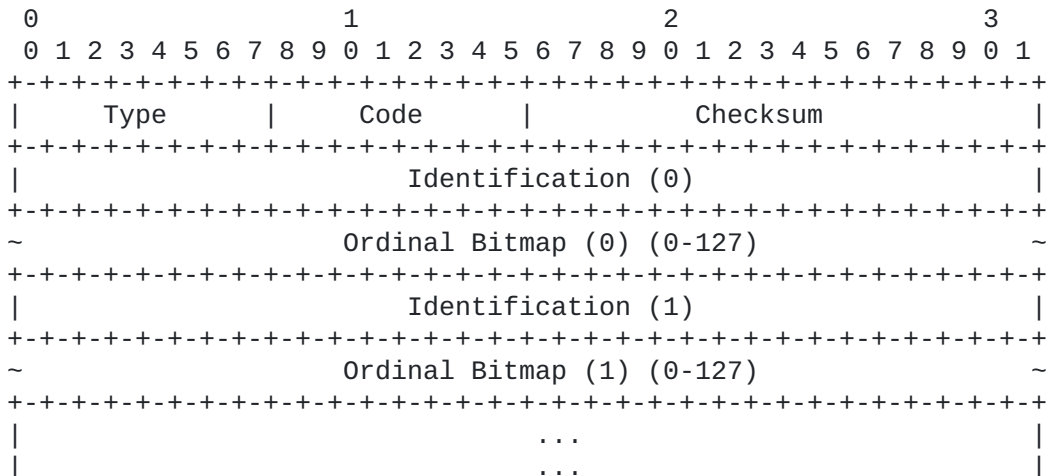 0                   1                   2                   3
 0 1 2 3 4 5 6 7 8 9 0 1 2 3 4 5 6 7 8 9 0 1 2 3 4 5 6 7 8 9 0 1
+-+-+-+-+-+-+-+-+-+-+-+-+-+-+-+-+-+-+-+-+-+-+-+-+-+-+-+-+-+-+-+-+
|     Type      |     Code      |          Checksum             |
+-+-+-+-+-+-+-+-+-+-+-+-+-+-+-+-+-+-+-+-+-+-+-+-+-+-+-+-+-+-+-+-+
|                        Identification (0)                     |
+-+-+-+-+-+-+-+-+-+-+-+-+-+-+-+-+-+-+-+-+-+-+-+-+-+-+-+-+-+-+-+-+
~                    Ordinal Bitmap (0) (0-127)                 ~
+-+-+-+-+-+-+-+-+-+-+-+-+-+-+-+-+-+-+-+-+-+-+-+-+-+-+-+-+-+-+-+-+
|                        Identification (1)                     |
+-+-+-+-+-+-+-+-+-+-+-+-+-+-+-+-+-+-+-+-+-+-+-+-+-+-+-+-+-+-+-+-+
~                    Ordinal Bitmap (1) (0-127)                 ~
+-+-+-+-+-+-+-+-+-+-+-+-+-+-+-+-+-+-+-+-+-+-+-+-+-+-+-+-+-+-+-+-+
|                                ...                            |
|                                ...                            |